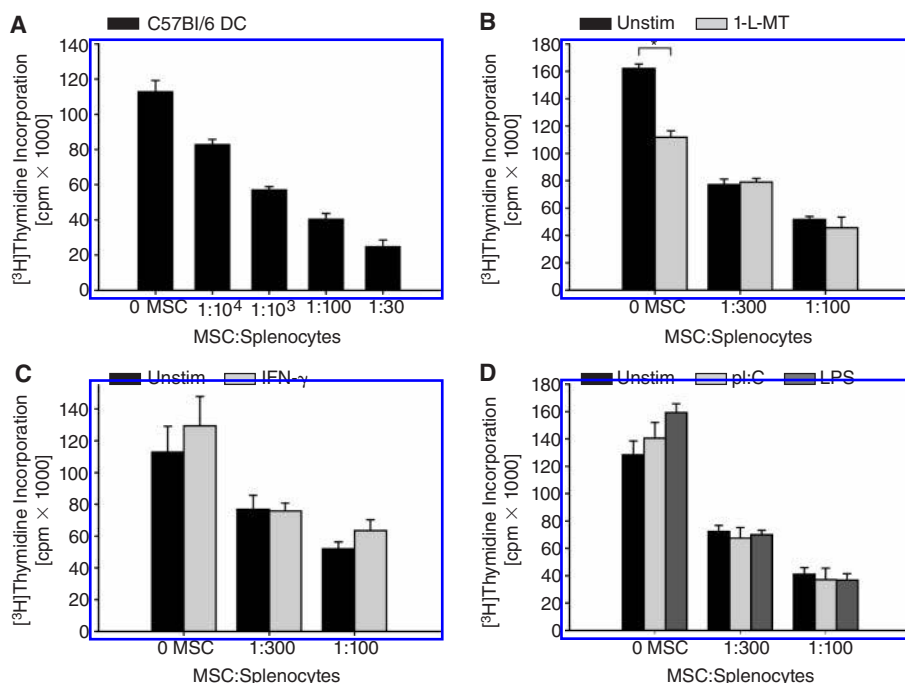 A
C57Bl/6 DC
[³H]Thymidine Incorporation
[cpm × 1000]
140
120
100
80
60
40
20
0
0 MSC 1:10⁴ 1:10³ 1:100 1:30
MSC:Splenocytes
B
Unstim 1-L-MT
[³H]Thymidine Incorporation
[cpm × 1000]
180
160
140
120
100
80
60
40
20
0
*
0 MSC 1:300 1:100
MSC:Splenocytes
C
Unstim IFN-γ
[³H]Thymidine Incorporation
[cpm × 1000]
140
120
100
80
60
40
20
0
0 MSC 1:300 1:100
MSC:Splenocytes
D
Unstim pI:C LPS
[³H]Thymidine Incorporation
[cpm × 1000]
180
160
140
120
100
80
60
40
20
0
0 MSC 1:300 1:100
MSC:Splenocytes